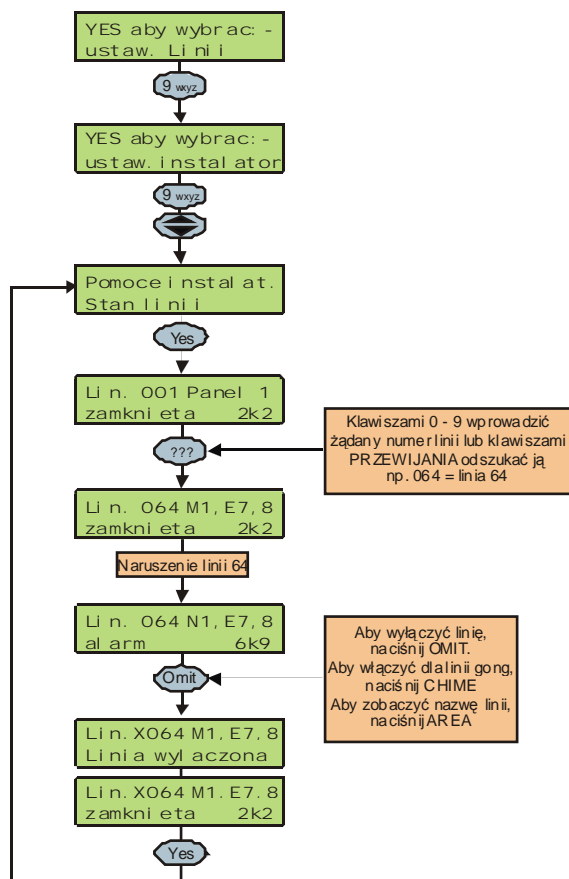 YES aby wybrac: -
ustaw. Linii
9 wxyz
YES aby wybrac: -
ustaw. instalator
9 wxyz
Pomoce instalat.
Stan linii
Yes
Lin. 001 Panel 1
zamknieta 2k2
???
Klawiszami 0 - 9 wprowadzić
żądany numer linii lub klawiszami
PRZEWIJANIA odszukać ją
np. 064 = linia 64
Lin. 064 M1, E7, 8
zamknieta 2k2
Naruszenie linii 64
Lin. 064 N1, E7, 8
alarm 6k9
Omit
Aby wyłączyć linię,
naciśnij OMIT.
Aby włączyć dla linii gong,
naciśnij CHIME
Aby zobaczyć nazwę linii,
naciśnij AREA
Lin. X064 M1, E7, 8
Linia wylaczona
Lin. X064 M1. E7. 8
zamknieta 2k2
Yes